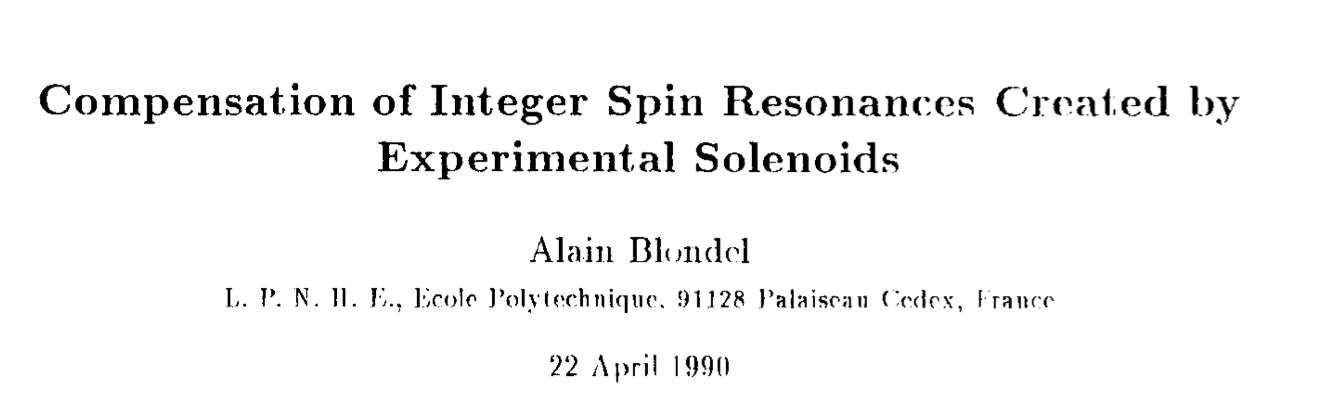 Compensation of Integer Spin Resonances Created by
Experimental Solenoids
Alain Blondel
L. P. N. H. E., Ecole Polytechnique, 91128 Palaiseau Cedex, France
22 April 1990